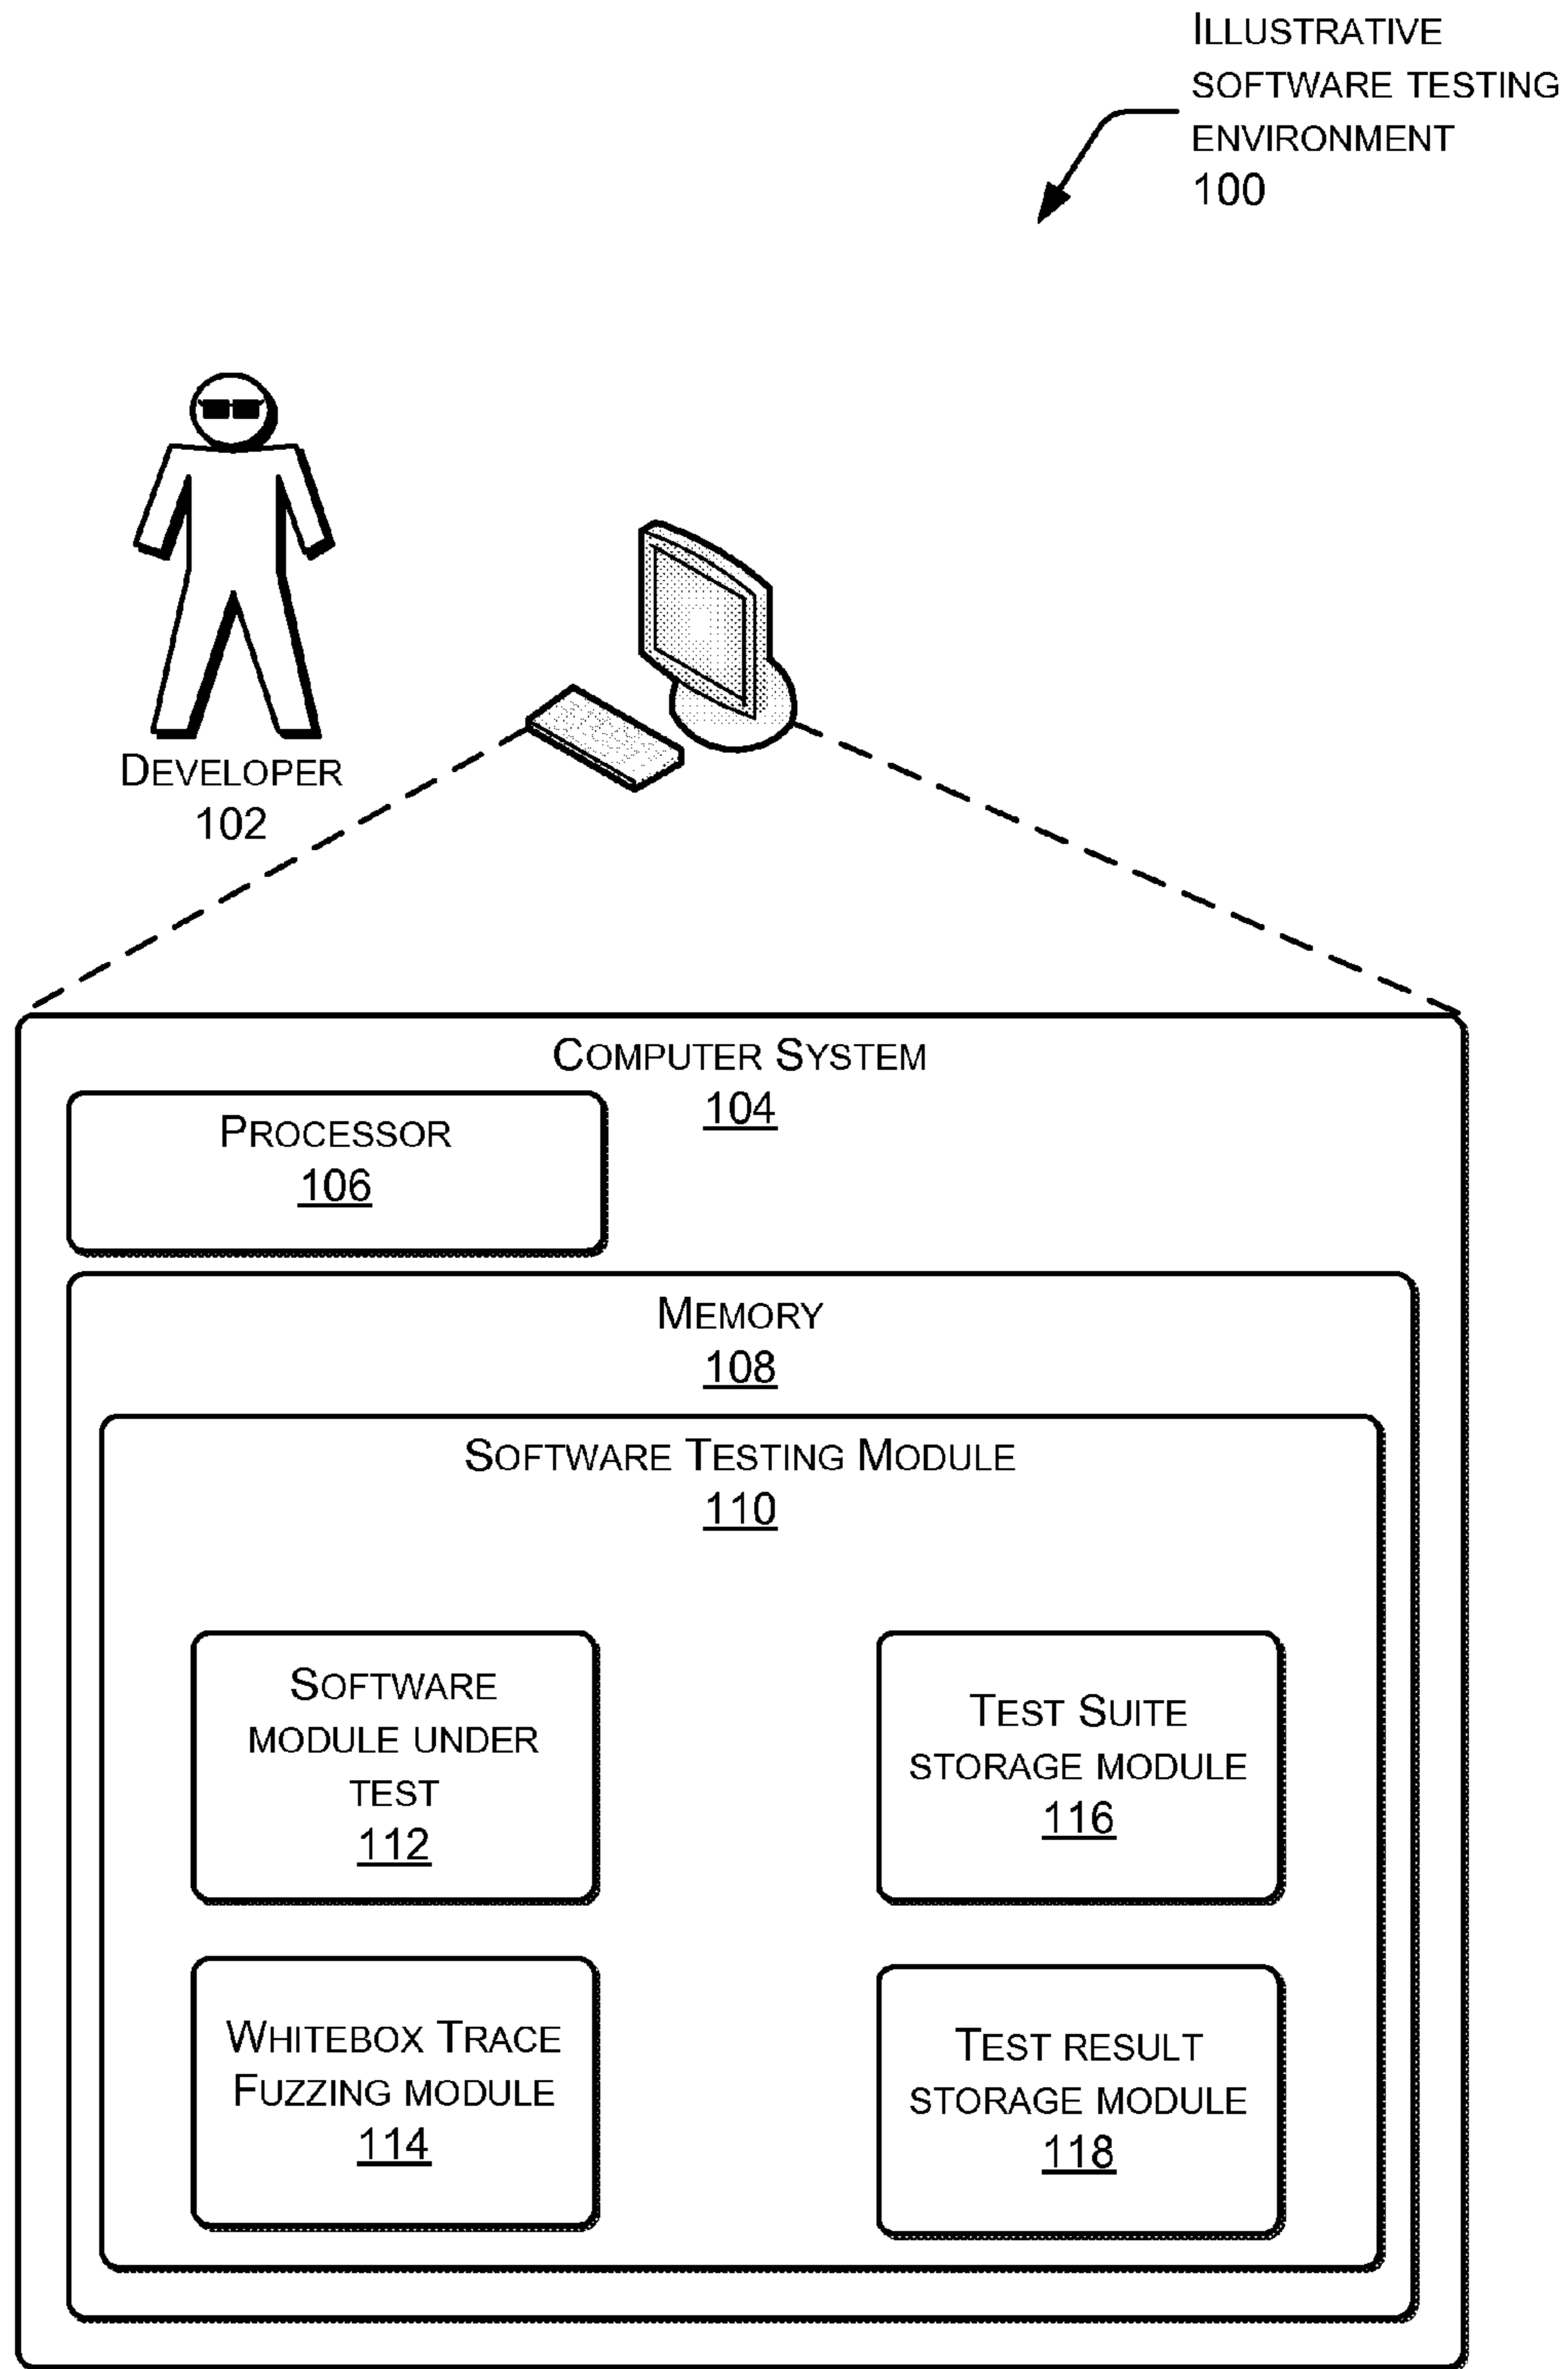 ILLUSTRATIVE
SOFTWARE TESTING
ENVIRONMENT
100
DEVELOPER
102
COMPUTER SYSTEM
104
PROCESSOR
106
MEMORY
108
SOFTWARE TESTING MODULE
110
SOFTWARE
MODULE UNDER
TEST
112
TEST SUITE
STORAGE MODULE
116
WHITEBOX TRACE
FUZZING MODULE
114
TEST RESULT
STORAGE MODULE
118